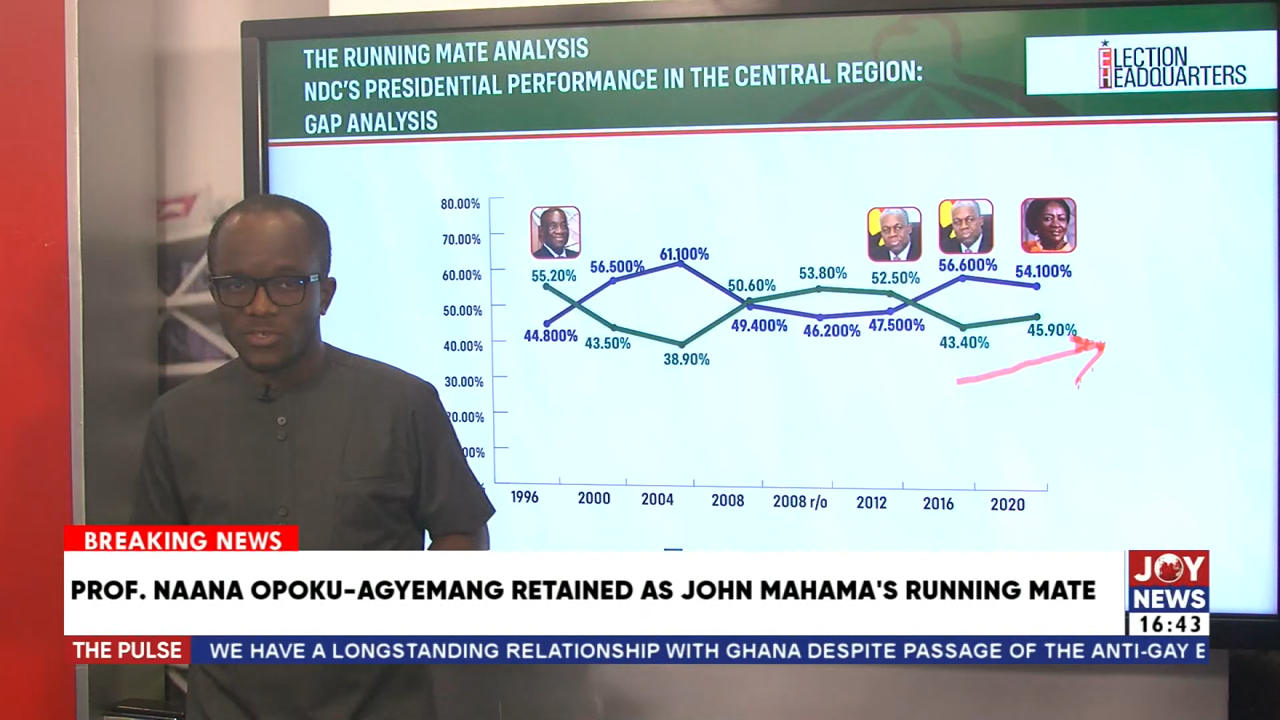 THE RUNNING MATE ANALYSIS
NDC'S PRESIDENTIAL PERFORMANCE IN THE CENTRAL REGION:
GAP ANALYSIS
ELECTION
HEADQUARTERS
80.00%
70.00%
60.00%
50.00%
40.00%
30.00%
55.20%
56.500%
61.100%
50.60%
53.80%
52.50%
56.600%
54.100%
44.800%
43.50%
38.90%
49.400%
46.200%
47.500%
43.40%
45.90%
1996 2000 2004 2008 2008 r/o 2012 2016 2020
BREAKING NEWS
PROF. NAANA OPOKU-AGYEMANG RETAINED AS JOHN MAHAMA'S RUNNING MATE
JOY
NEWS
16:43
THE PULSE WE HAVE A LONGSTANDING RELATIONSHIP WITH GHANA DESPITE PASSAGE OF THE ANTI-GAY